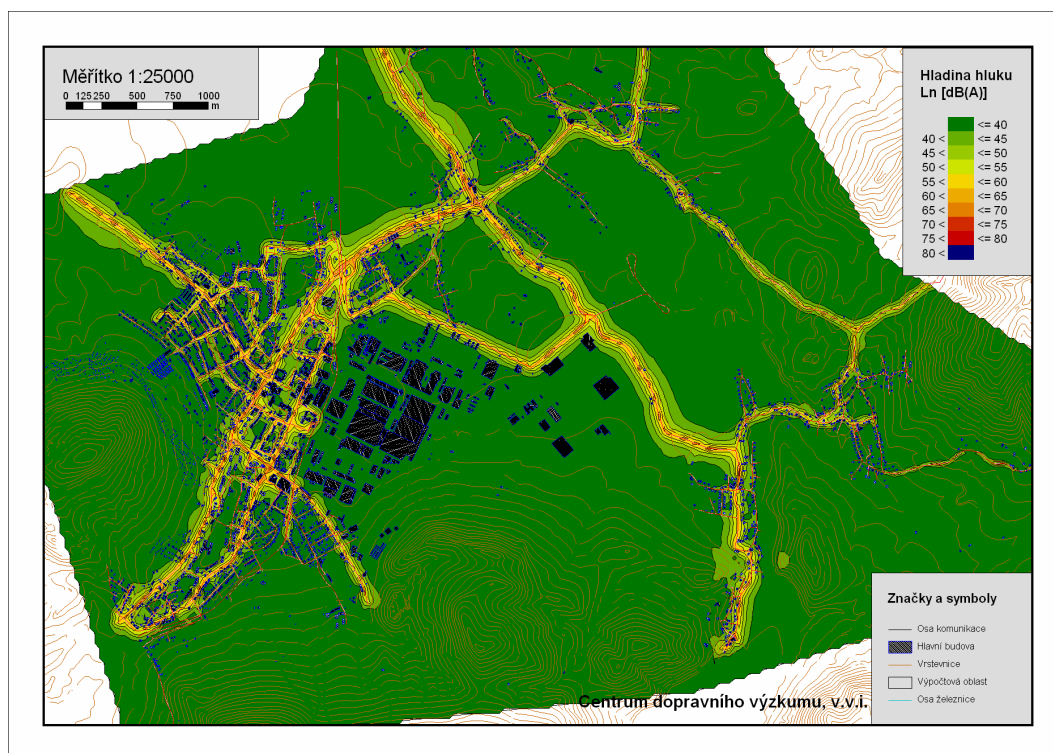 Měřítko 1:25000
0 125 250 500 750 1000
m
Hladina hluku
Ln [dB(A)]
<= 40
40 < <= 45
45 < <= 50
50 < <= 55
55 < <= 60
60 < <= 65
65 < <= 70
70 < <= 75
75 < <= 80
80 <
Značky a symboly
Osa komunikace
Hlavní budova
Vrstevnice
Výpočtová oblast
Osa železnice
Centrum dopravního výzkumu, v.v.i.